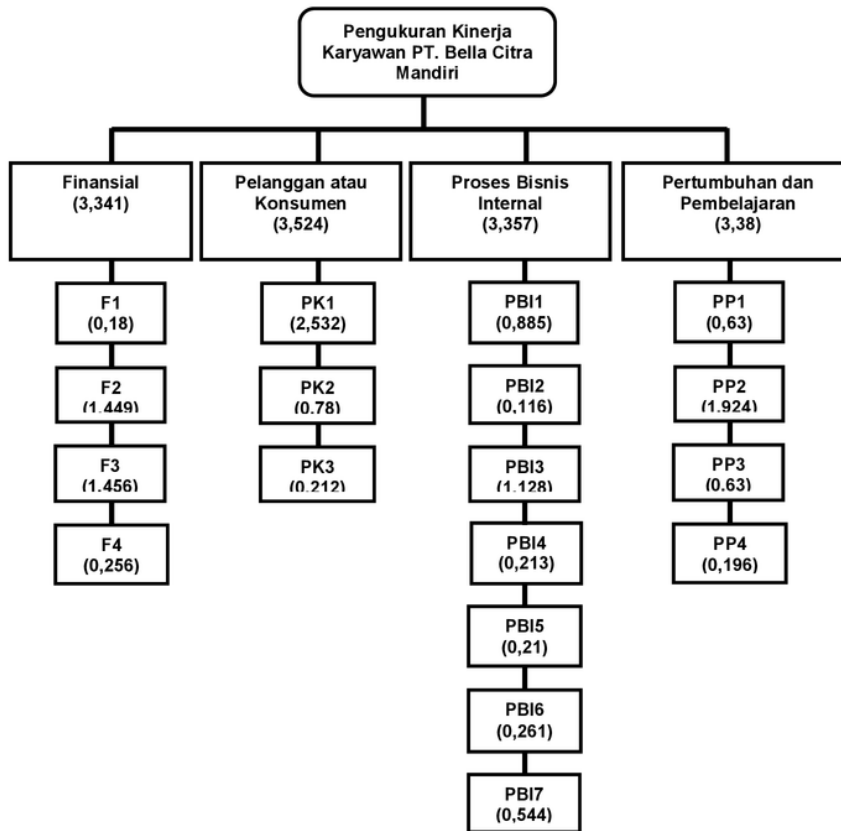 Pengukuran Kinerja
Karyawan PT. Bella Citra
Mandiri
Finansial
(3,341)
Pelanggan atau
Konsumen
(3,524)
Proses Bisnis
Internal
(3,357)
Pertumbuhan dan
Pembelajaran
(3,38)
F1
(0,18)
F2
(1.449)
F3
(1.456)
F4
(0,256)
PK1
(2,532)
PK2
(0.78)
PK3
(0.212)
PBI1
(0,885)
PBI2
(0,116)
PBI3
(1.128)
PBI4
(0,213)
PBI5
(0,21)
PBI6
(0,261)
PBI7
(0,544)
PP1
(0,63)
PP2
(1.924)
PP3
(0.63)
PP4
(0,196)